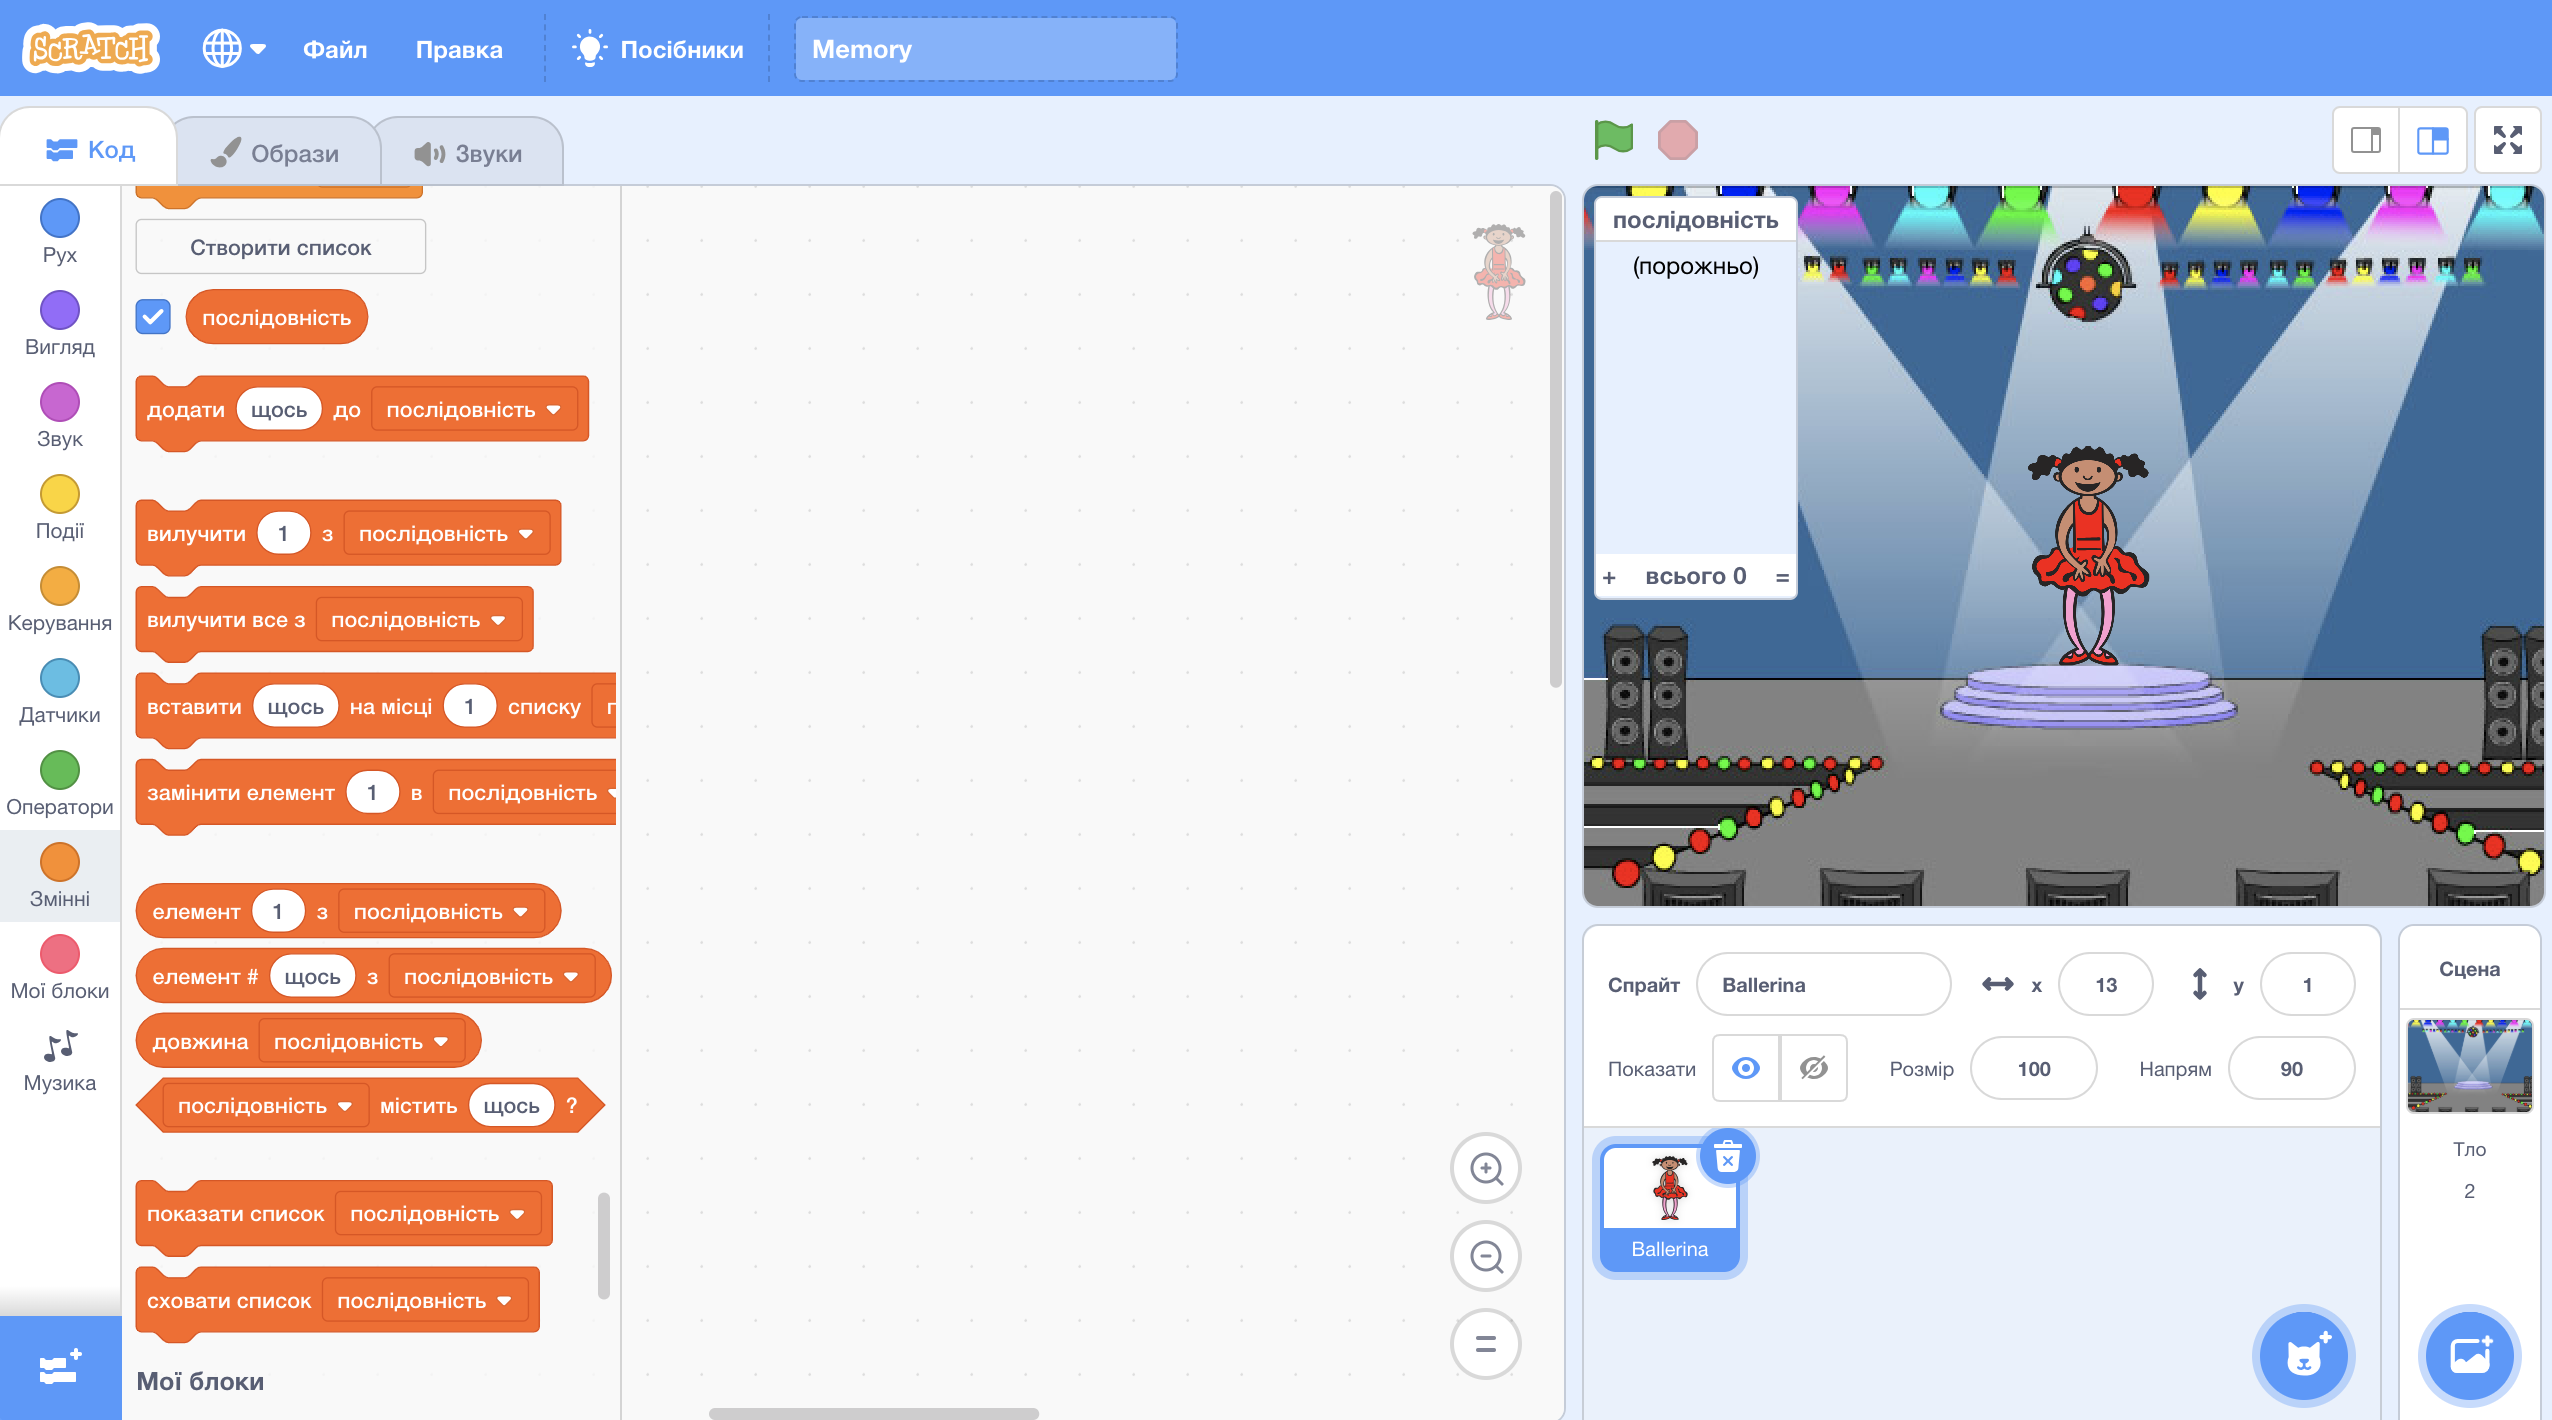 SCRATCH
Файл
Правка
Посібники
Memory
Код
Образи
Звуки
Рух
Вигляд
Звук
Події
Керування
Датчики
Оператори
Змінні
Мої блоки
Музика
Створити список
послідовність
додати щось до послідовність
вилучити 1 з послідовність
вилучити все з послідовність
вставити щось на місці 1 списку
замінити елемент 1 в послідовність
елемент 1 з послідовність
елемент # щось з послідовність
довжина послідовність
послідовність містить щось ?
показати список послідовність
сховати список послідовність
Мої блоки
послідовність
(порожньо)
+ всього 0 =
Спрайт Ballerina x 13 y 1
Показати Розмір 100 Напрям 90
Ballerina
Сцена
Тло
2